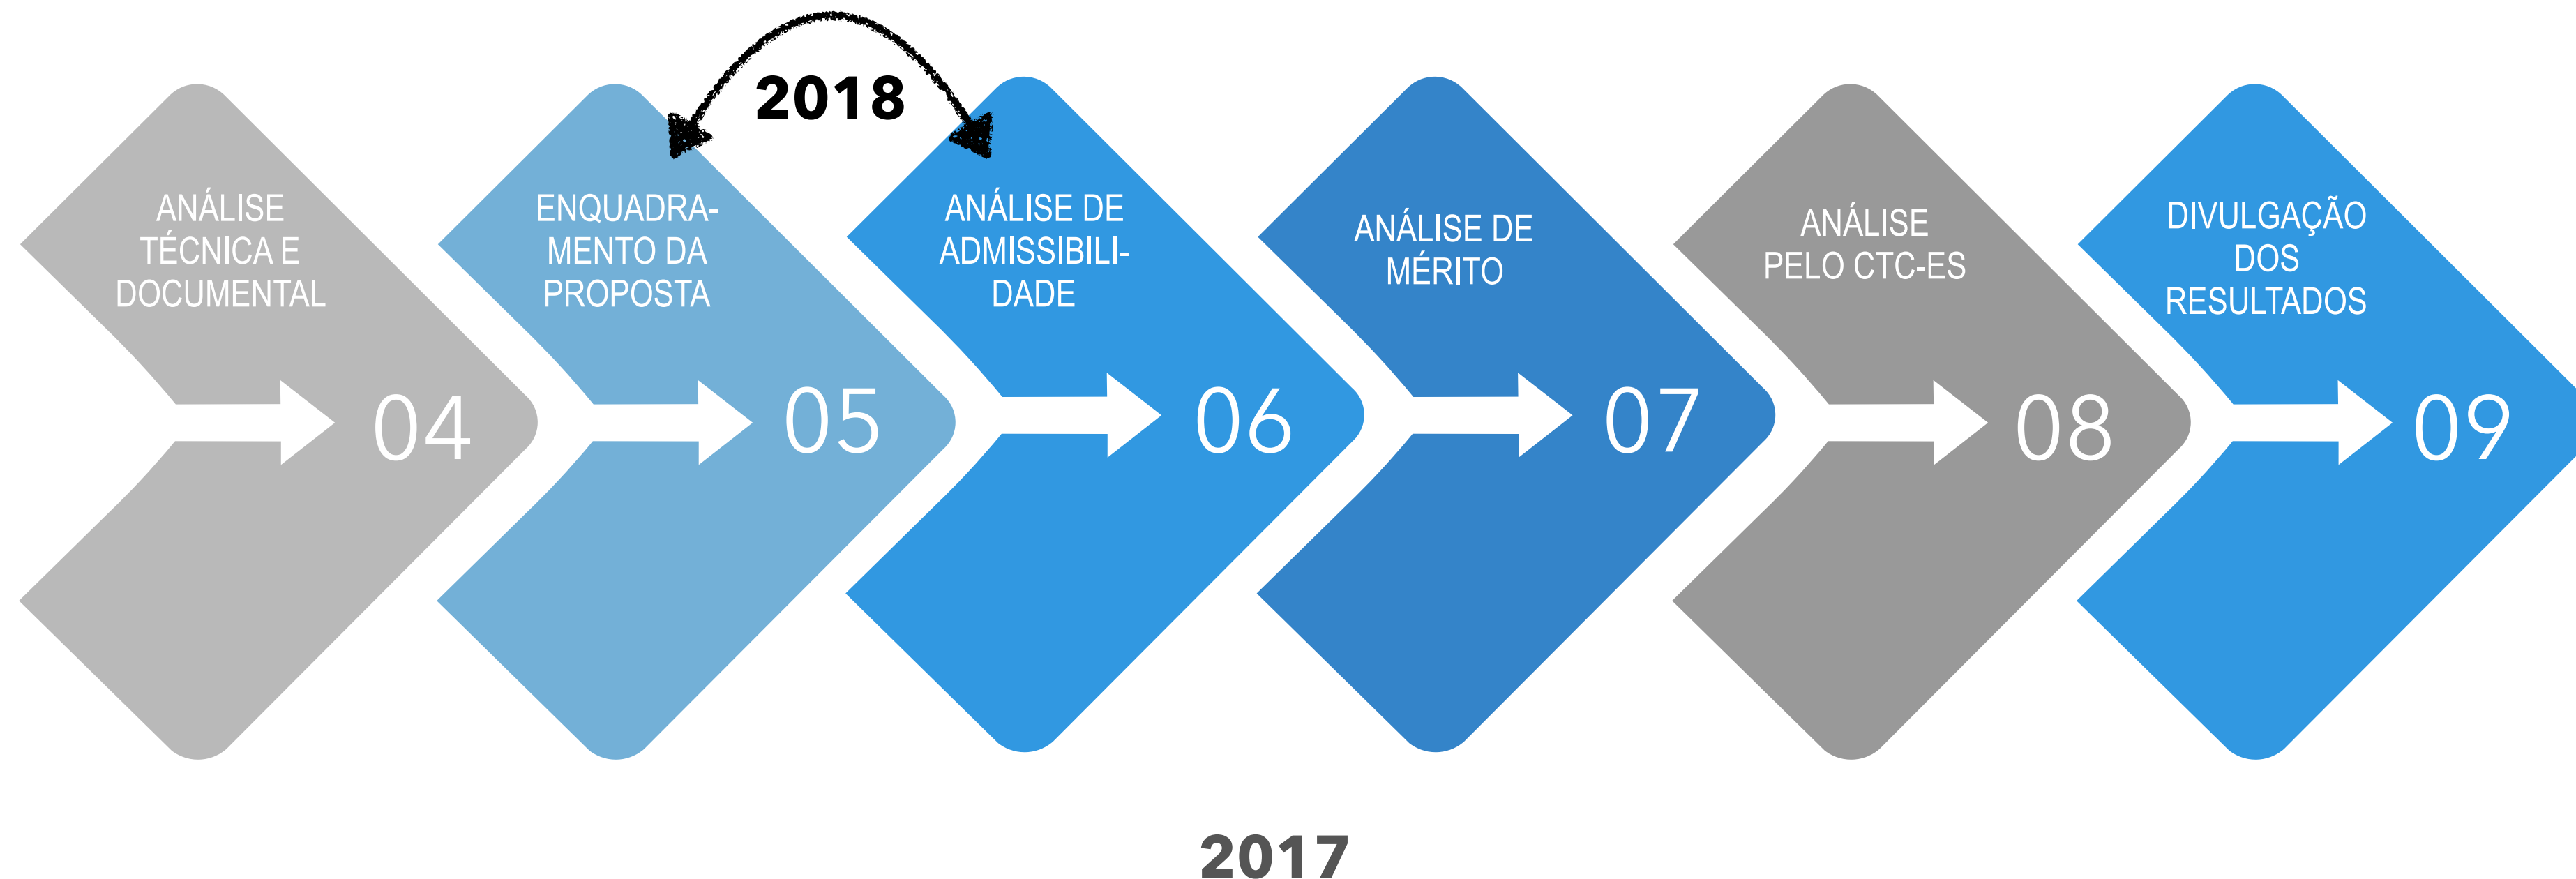 2018
ANÁLISE
TÉCNICA E
DOCUMENTAL
04
ENQUADRA-
MENTO DA
PROPOSTA
05
ANÁLISE DE
ADMISSIBILI-
DADE
06
ANÁLISE DE
MÉRITO
07
ANÁLISE
PELO CTC-ES
08
DIVULGAÇÃO
DOS
RESULTADOS
09
2017